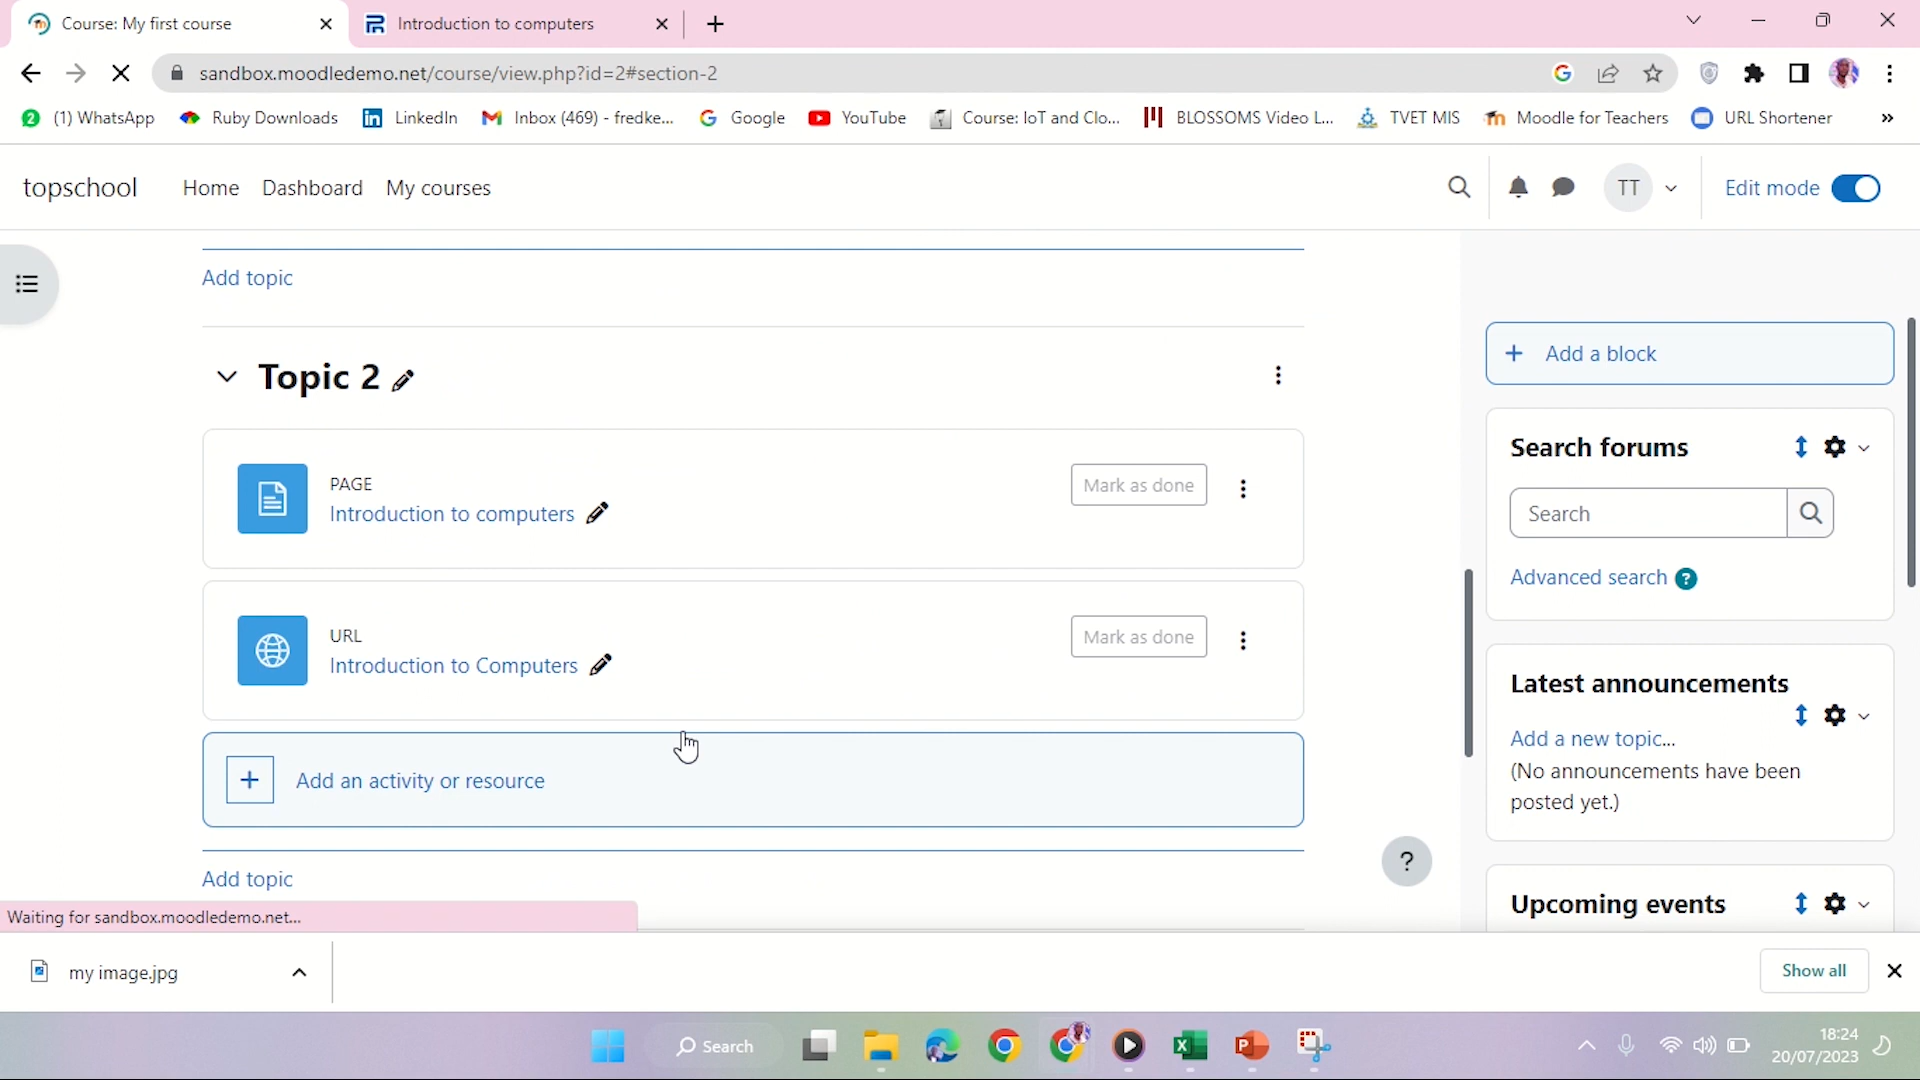 Course: My first course
Introduction to computers
sandbox.moodledemo.net/course/view.php?id=2#section-2
(1) WhatsApp
Ruby Downloads
LinkedIn
Inbox (469) - fredke...
Google
YouTube
Course: IoT and Clo...
BLOSSOMS Video L...
TVET MIS
Moodle for Teachers
URL Shortener
»
topschool
Home
Dashboard
My courses
TT
Edit mode
Add topic
Topic 2
PAGE
Introduction to computers
Mark as done
URL
Introduction to Computers
Mark as done
Add an activity or resource
Add topic
Add a block
Search forums
Search
Advanced search
Latest announcements
Add a new topic...
(No announcements have been
posted yet.)
Upcoming events
?
Waiting for sandbox.moodledemo.net...
my image.jpg
Show all
Search
18:24
20/07/2023